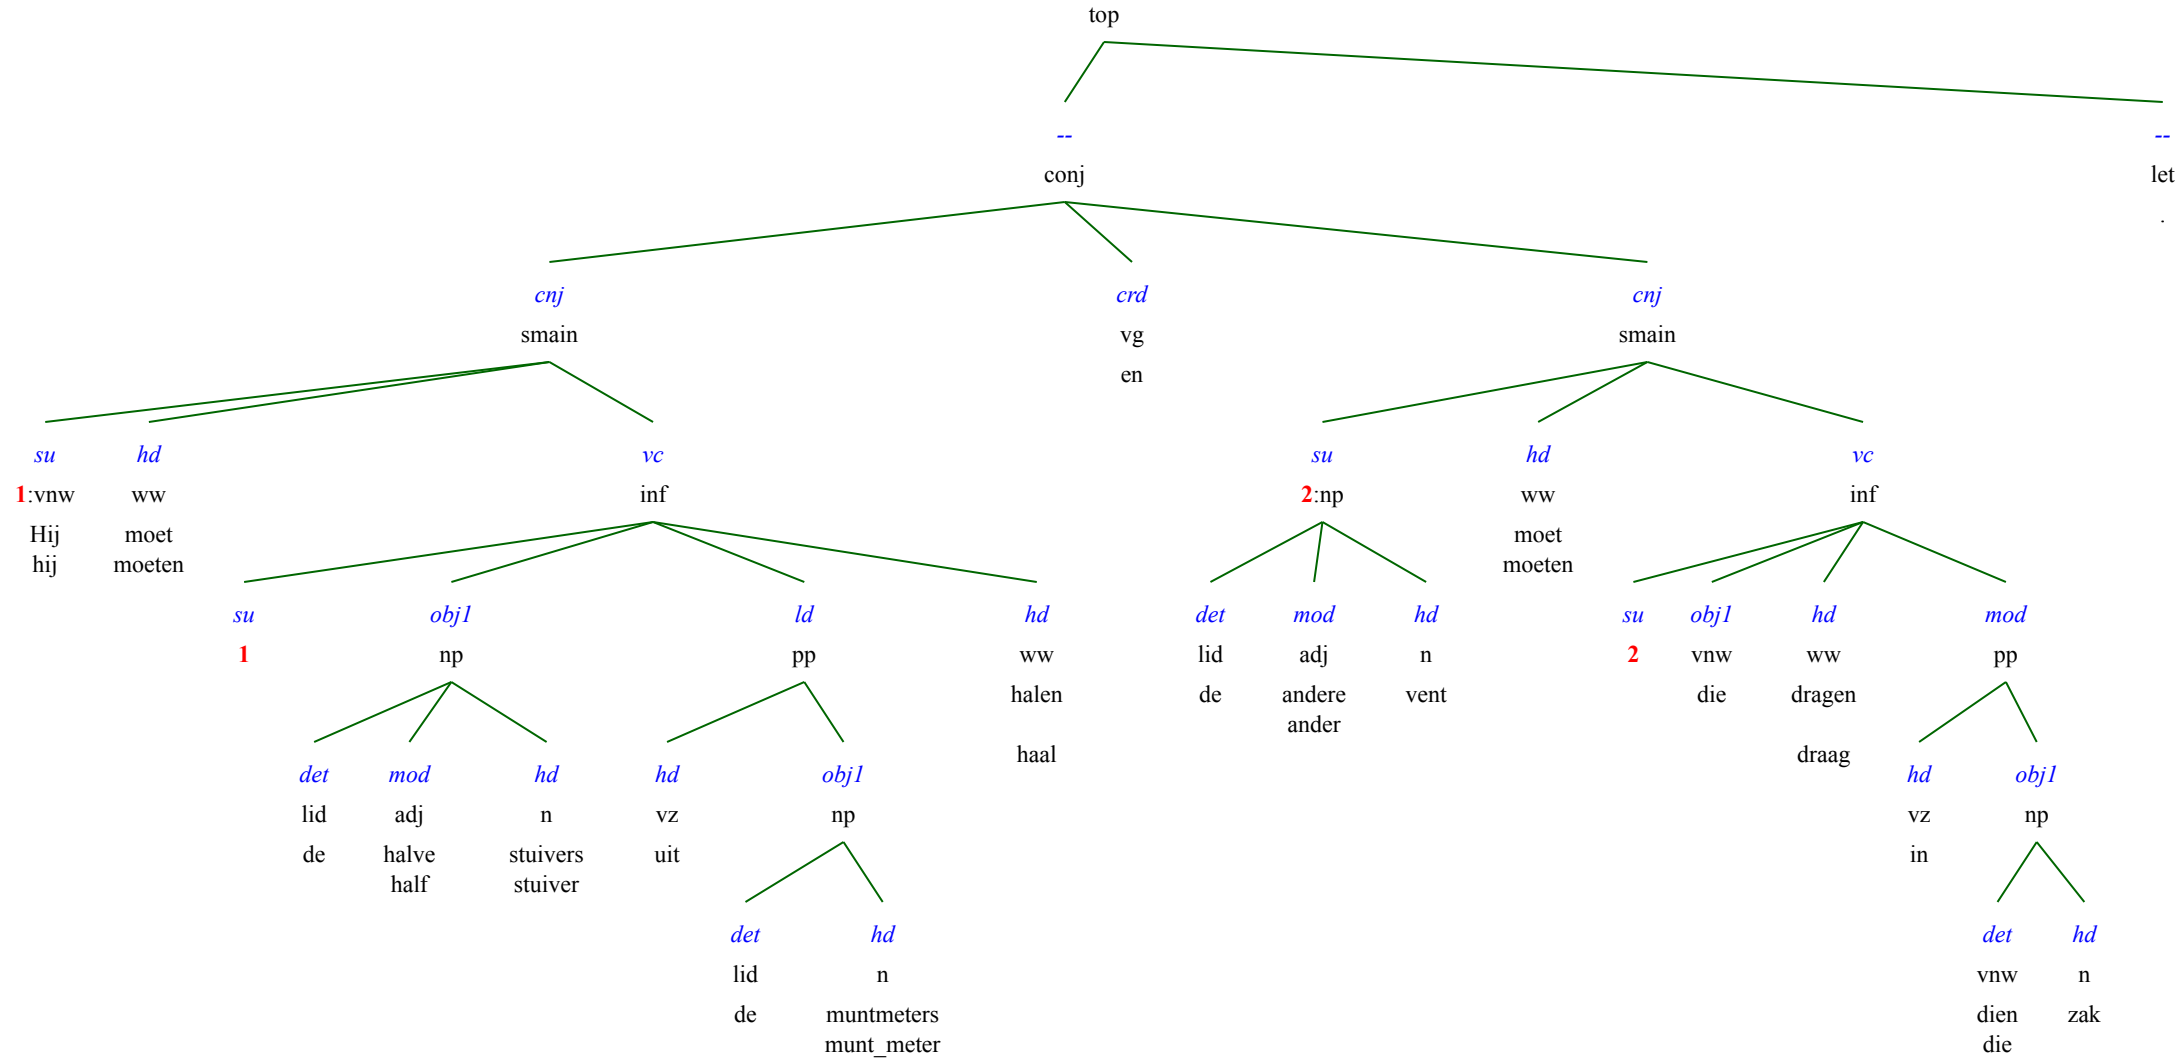 top
-- --
conj let
.
cnj crd cnj
smain vg smain
en
su hd vc su hd vc
1:vnw ww inf 2:np ww inf
Hij moet moet
hij moeten moeten
su obj1 ld hd det mod hd su obj1 hd mod
1 np pp ww lid adj n 2 vnw ww pp
halen de andere vent die dragen
ander
haal draag
det mod hd hd obj1 hd obj1
lid adj n vz np vz np
de halve stuivers uit in
half stuiver
det hd det hd
lid n vnw n
de muntmeters dien zak
munt_meter die